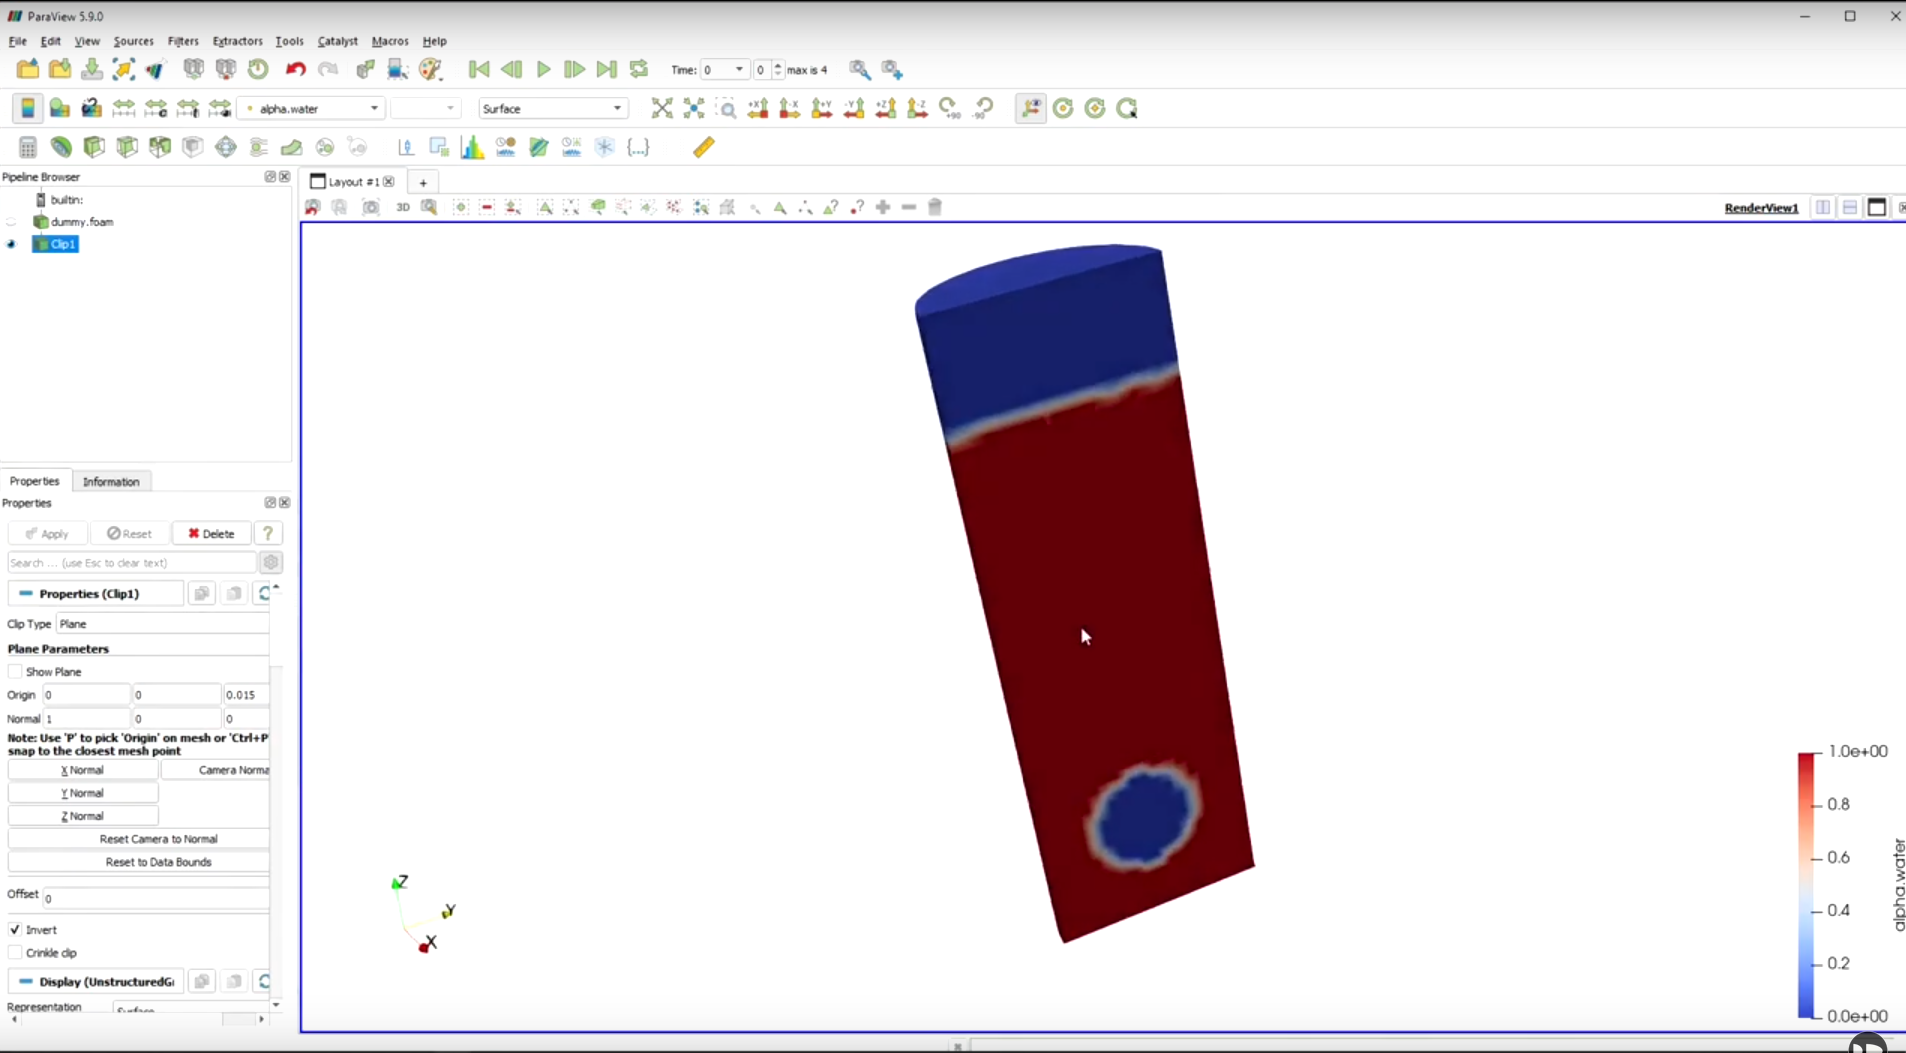 ParaView 5.9.0
File Edit View Sources Filters Extractors Tools Catalyst Macros Help
Time: 0 0 max is 4
alpha.water Surface
+X -X +Y -Y +Z -Z +90 -90
Pipeline Browser
Layout #1 +
builtin:
3D
RenderView1
dummy.foam
Clip1
Properties Information
Properties
Apply Reset Delete ?
Search ... (use Esc to clear text)
Properties (Clip1)
Clip Type Plane
Plane Parameters
Show Plane
Origin 0 0 0.015
Normal 1 0 0
Note: Use 'P' to pick 'Origin' on mesh or 'Ctrl+P'
snap to the closest mesh point
X Normal Camera Norma
Y Normal
Z Normal
Reset Camera to Normal
Reset to Data Bounds
Offset 0
Invert
Crinkle clip
Display (UnstructuredG
Representation Surface
Z
Y
X
1.0e+00
0.8
0.6
0.4
0.2
0.0e+00
alpha.water